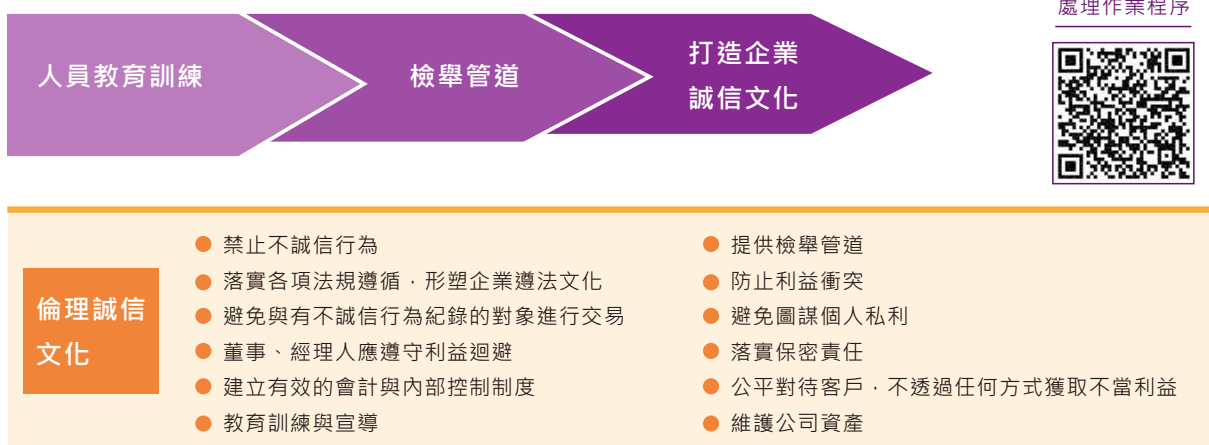 處理作業程序
人員教育訓練
檢舉管道
打造企業
誠信文化
倫理誠信
文化
禁止不誠信行為
落實各項法規遵循，形塑企業遵法文化
避免與有不誠信行為紀錄的對象進行交易
董事、經理人應遵守利益迴避
建立有效的會計與內部控制制度
教育訓練與宣導
提供檢舉管道
防止利益衝突
避免圖謀個人私利
落實保密責任
公平對待客戶，不透過任何方式獲取不當利益
維護公司資產